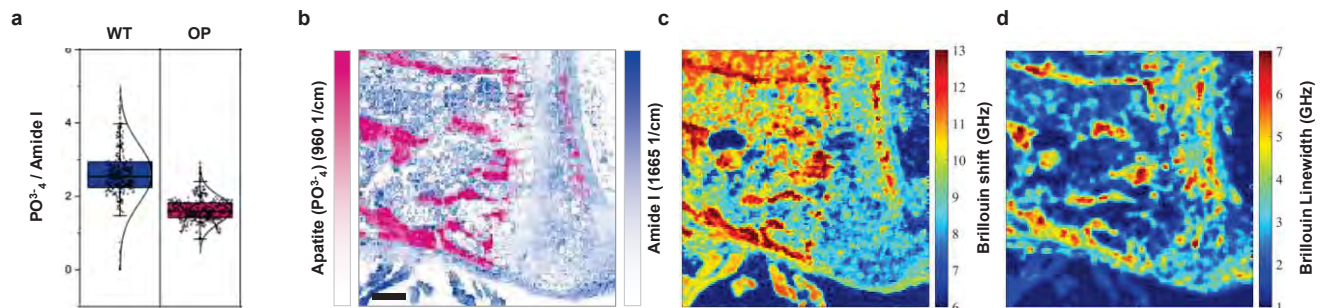 a
WT OP
6
4
2
0
PO³⁻₄ / Amide I
b
Apatite (PO³⁻₄) (960 1/cm)
Amide I (1665 1/cm)
c
13
12
11
10
9
8
7
6
Brillouin shift (GHz)
d
7
6
5
4
3
2
1
Brillouin Linewidth (GHz)